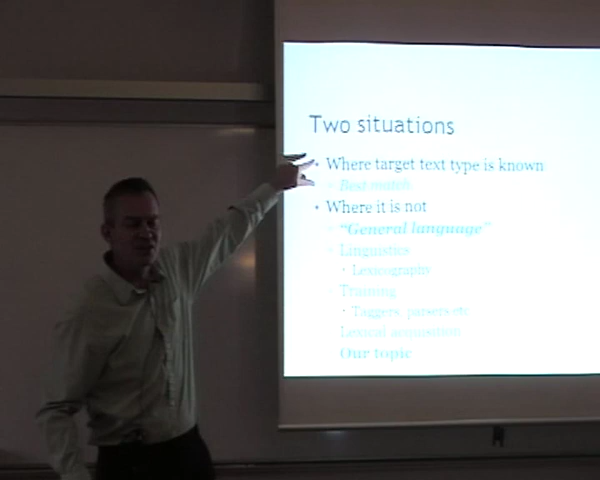 Two situations
Where target text type is known
Best match
Where it is not
"General language"
Linguistics
Lexicography
Training
Taggers, parsers etc
Lexical acquisition
Our topic